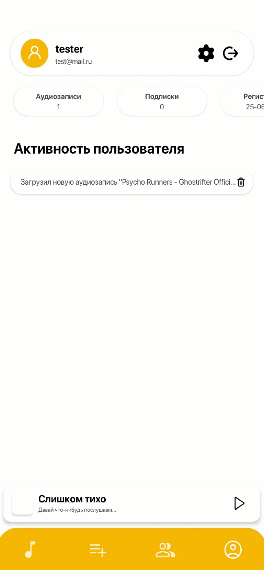 tester
test@mail.ru
Аудиозаписи
1
Подписки
0
Регист
25-06
Активность пользователя
Загрузил новую аудиозапись "Psycho Runners - Ghostrifter Offici...
Слишком тихо
Давай что-нибудь послушаем...